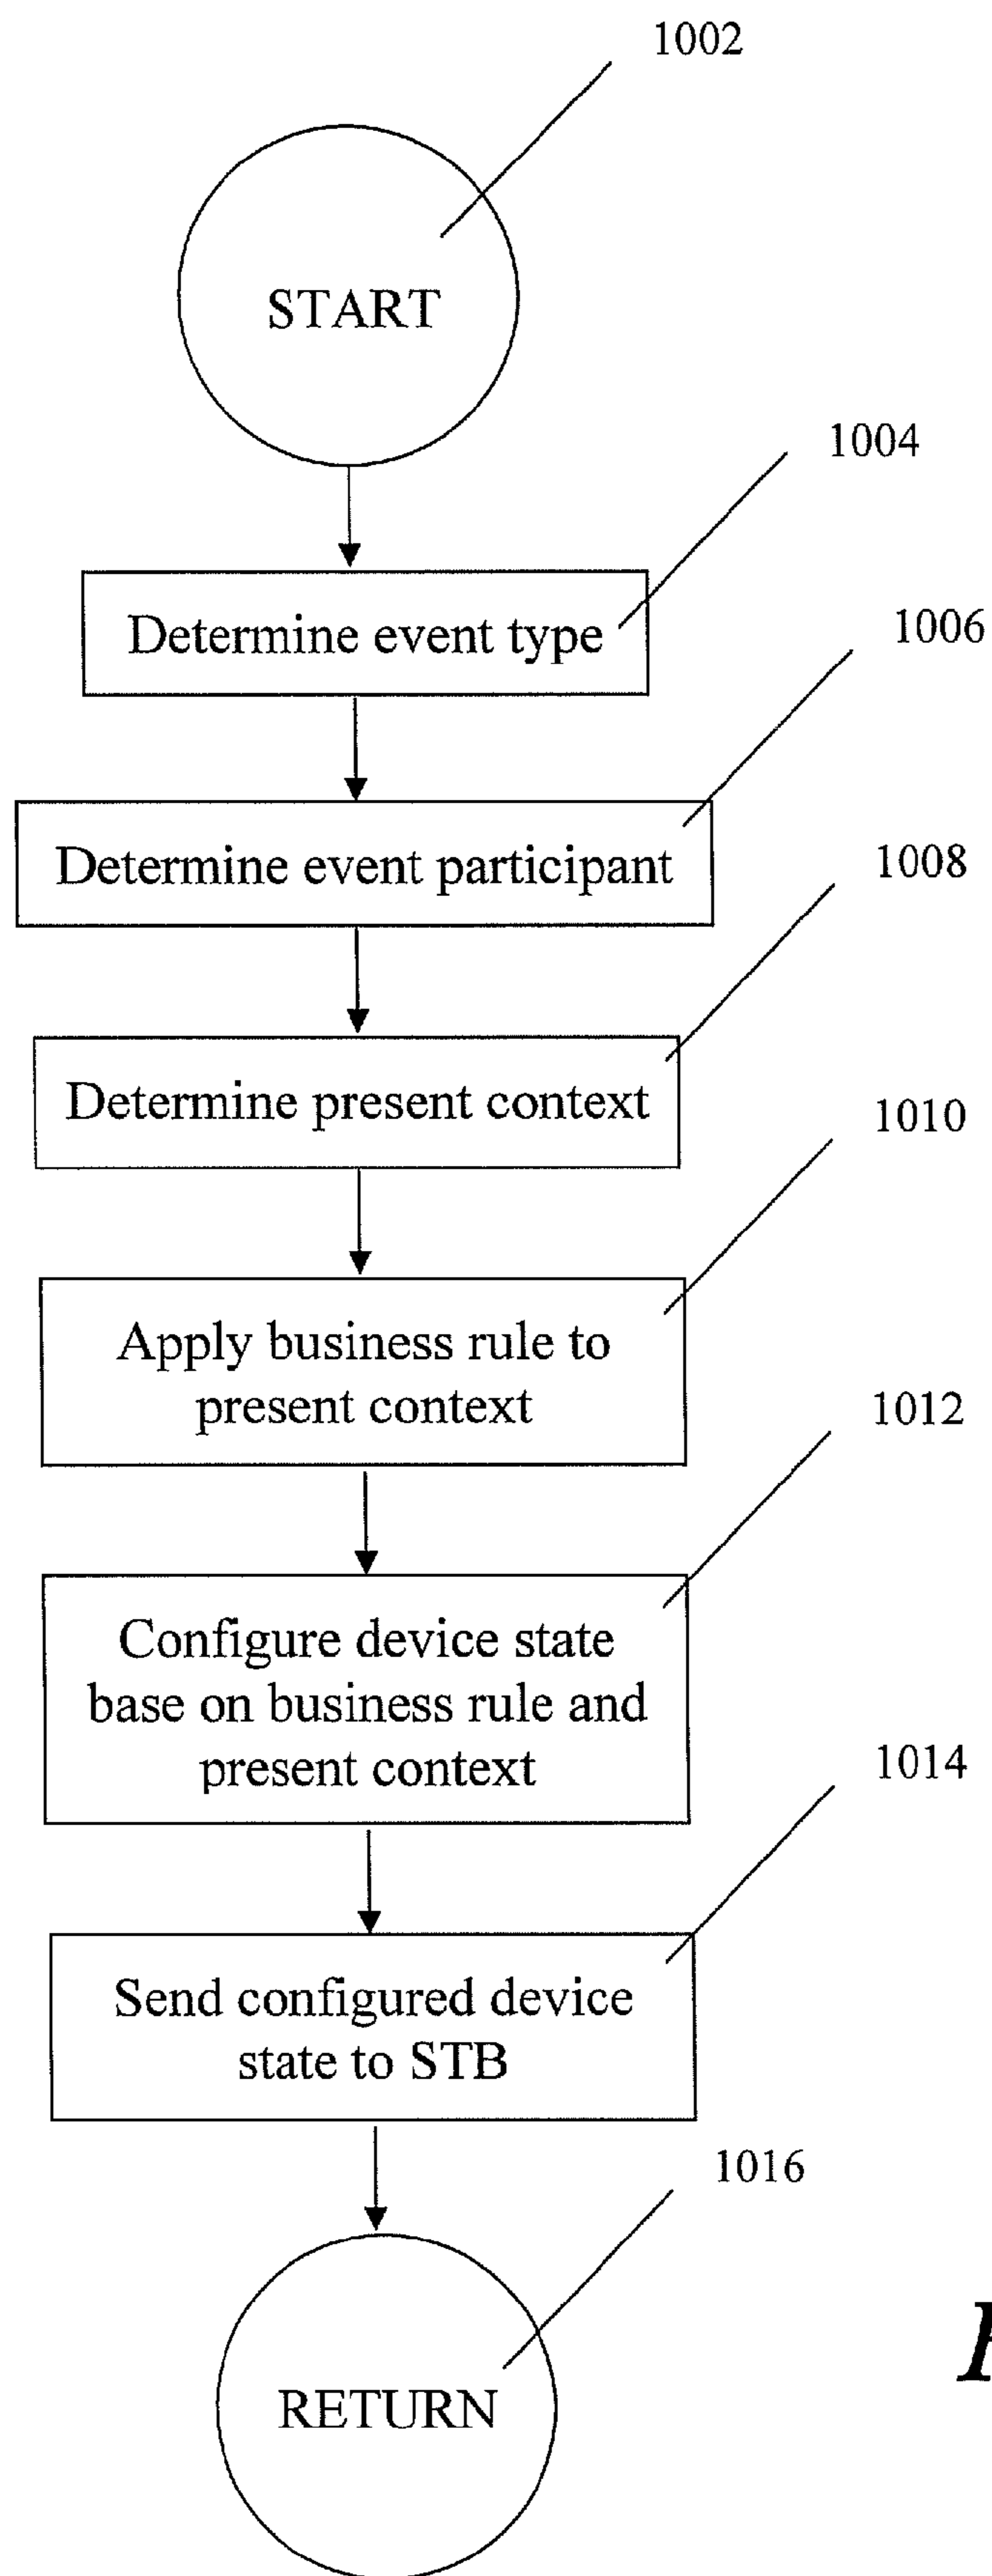 1002
START
1004
Determine event type
1006
Determine event participant
1008
Determine present context
1010
Apply business rule to
present context
1012
Configure device state
base on business rule and
present context
1014
Send configured device
state to STB
1016
RETURN